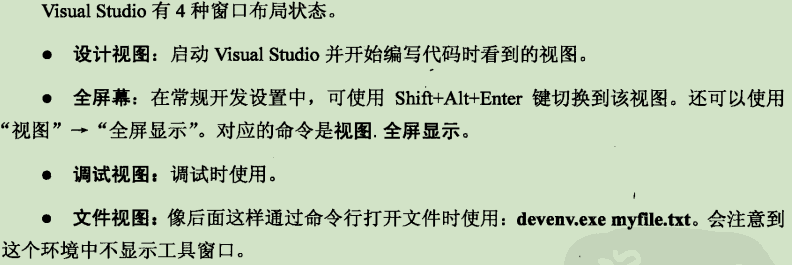 Visual Studio 有 4 种窗口布局状态。
● 设计视图：启动 Visual Studio 并开始编写代码时看到的视图。
● 全屏幕：在常规开发设置中，可使用 Shift+Alt+Enter 键切换到该视图。还可以使用
“视图”→“全屏显示”。对应的命令是视图. 全屏显示。
● 调试视图：调试时使用。
● 文件视图：像后面这样通过命令行打开文件时使用：devenv.exe myfile.txt。会注意到
这个环境中不显示工具窗口。